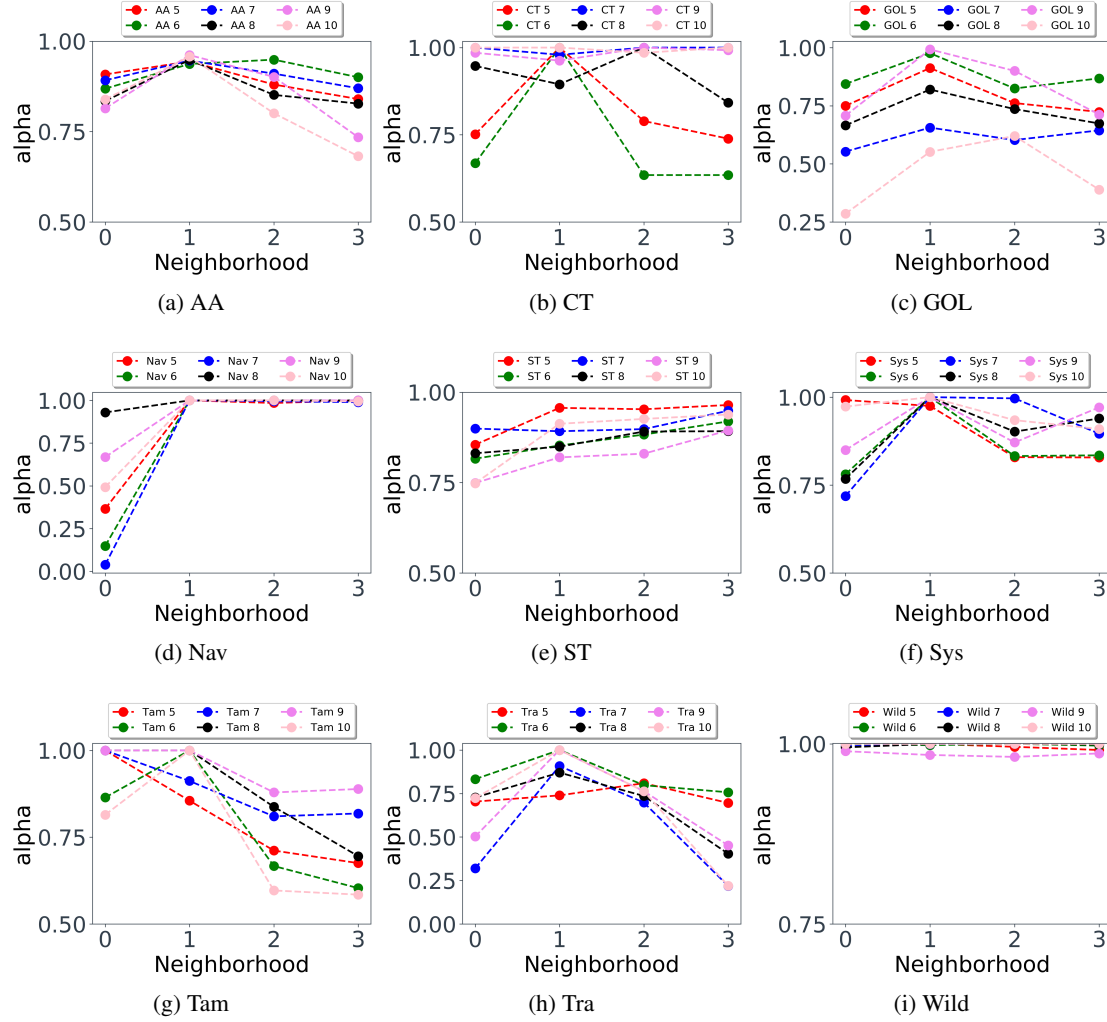 AA 5 AA 7 AA 9
AA 6 AA 8 AA 10
1.00
0.75
0.50
alpha
0 1 2 3
Neighborhood
(a) AA
CT 5 CT 7 CT 9
CT 6 CT 8 CT 10
1.00
0.75
0.50
alpha
0 1 2 3
Neighborhood
(b) CT
GOL 5 GOL 7 GOL 9
GOL 6 GOL 8 GOL 10
1.00
0.75
0.50
0.25
alpha
0 1 2 3
Neighborhood
(c) GOL
Nav 5 Nav 7 Nav 9
Nav 6 Nav 8 Nav 10
1.00
0.75
0.50
0.25
0.00
alpha
0 1 2 3
Neighborhood
(d) Nav
ST 5 ST 7 ST 9
ST 6 ST 8 ST 10
1.00
0.75
0.50
alpha
0 1 2 3
Neighborhood
(e) ST
Sys 5 Sys 7 Sys 9
Sys 6 Sys 8 Sys 10
1.00
0.75
0.50
alpha
0 1 2 3
Neighborhood
(f) Sys
Tam 5 Tam 7 Tam 9
Tam 6 Tam 8 Tam 10
1.00
0.75
0.50
alpha
0 1 2 3
Neighborhood
(g) Tam
Tra 5 Tra 7 Tra 9
Tra 6 Tra 8 Tra 10
1.00
0.75
0.50
0.25
0.00
alpha
0 1 2 3
Neighborhood
(h) Tra
Wild 5 Wild 7 Wild 9
Wild 6 Wild 8 Wild 10
1.00
0.75
alpha
0 1 2 3
Neighborhood
(i) Wild